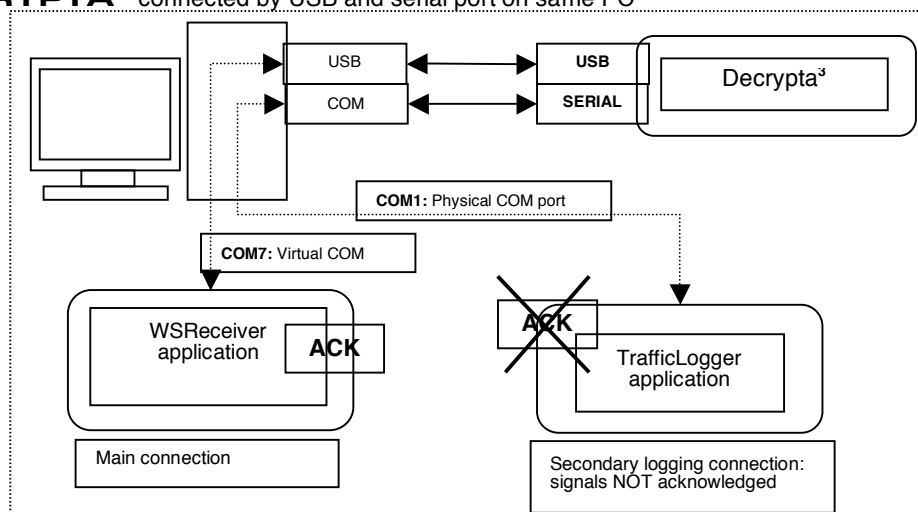 connected by USB and serial port on same PC
USB
COM
USB
SERIAL
Decrypta³
COM1: Physical COM port
COM7: Virtual COM
WSReceiver
application
ACK
ACK
TrafficLogger
application
Main connection
Secondary logging connection:
signals NOT acknowledged